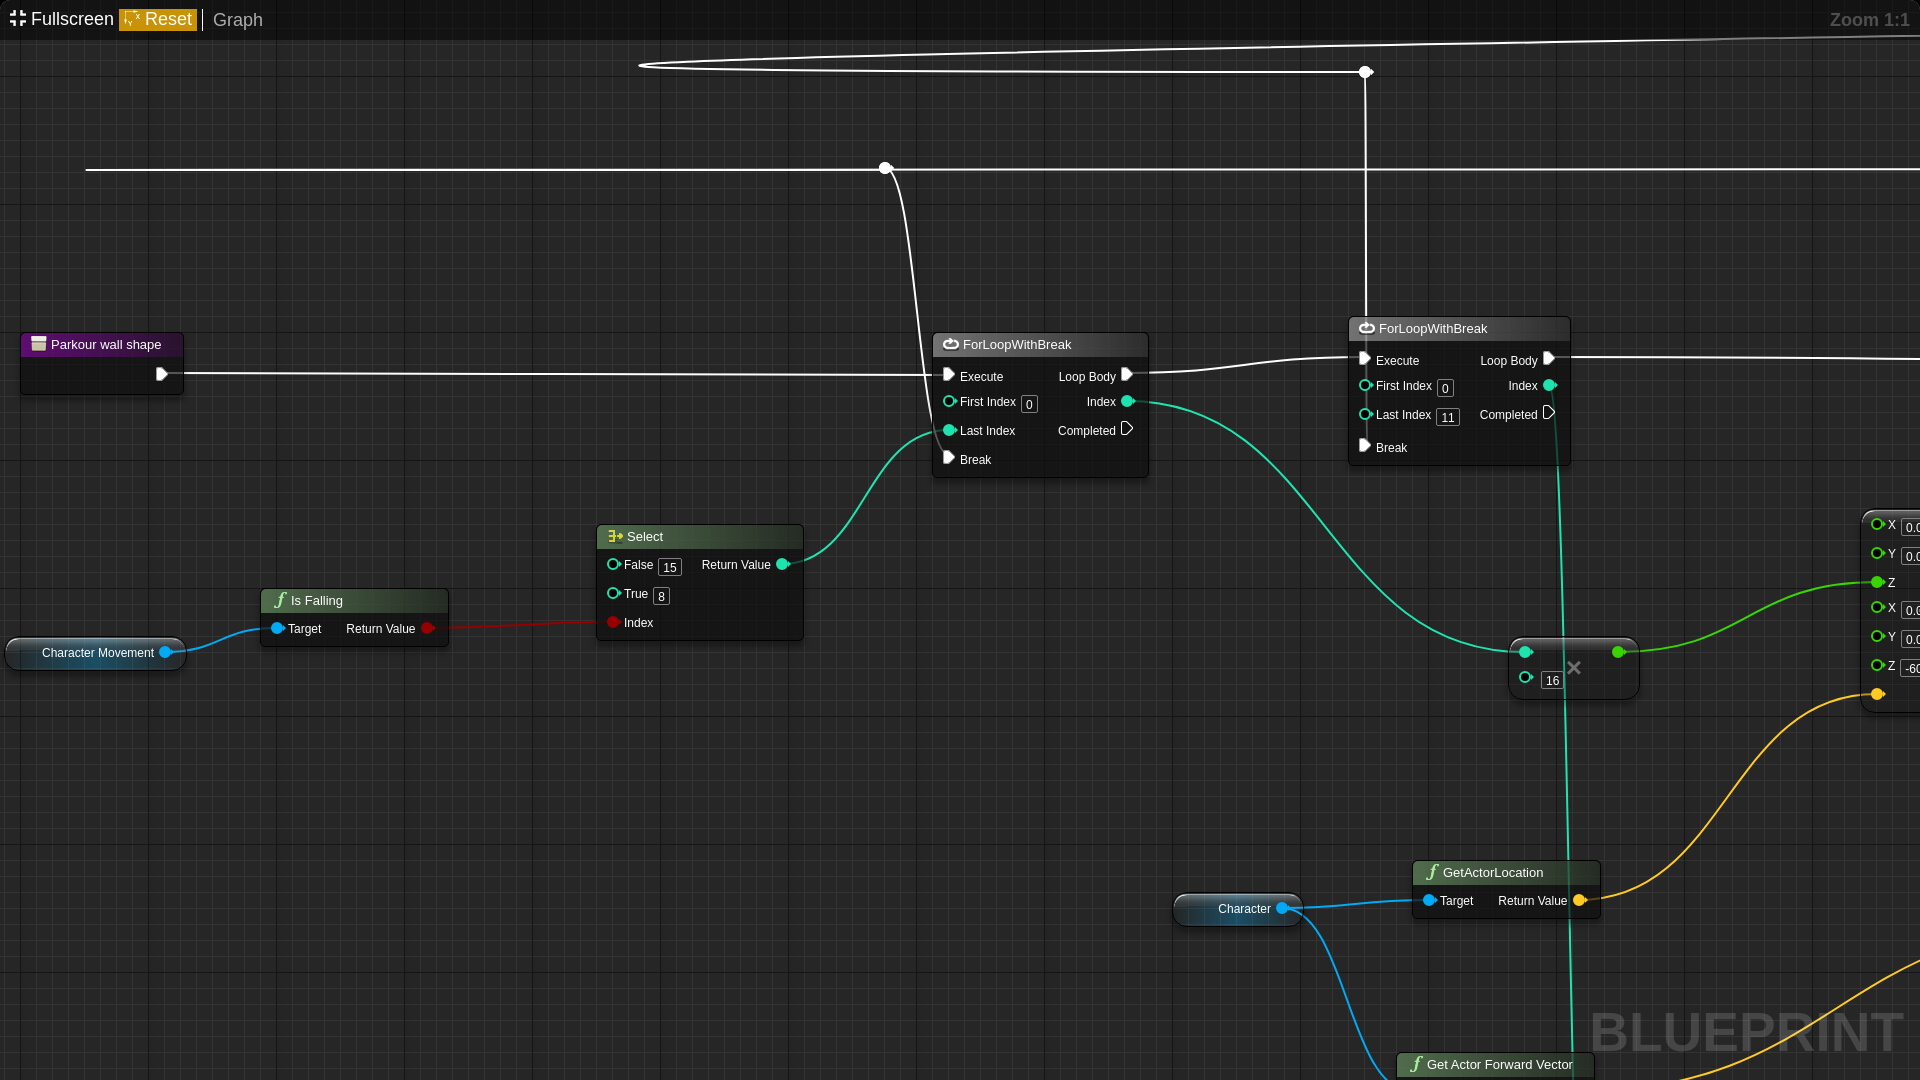 Fullscreen Reset Graph Zoom 1:1
Parkour wall shape
ForLoopWithBreak
Execute Loop Body
First Index 0 Index
Last Index Completed
Break
ForLoopWithBreak
Execute Loop Body
First Index 0 Index
Last Index 11 Completed
Break
Select
False 15 Return Value
True 8
Index
Is Falling
Target Return Value
Character Movement
16
X 0.0
Y 0.0
Z
X 0.0
Y 0.0
Z -60
GetActorLocation
Target Return Value
Character
Get Actor Forward Vector
BLUEPRINT